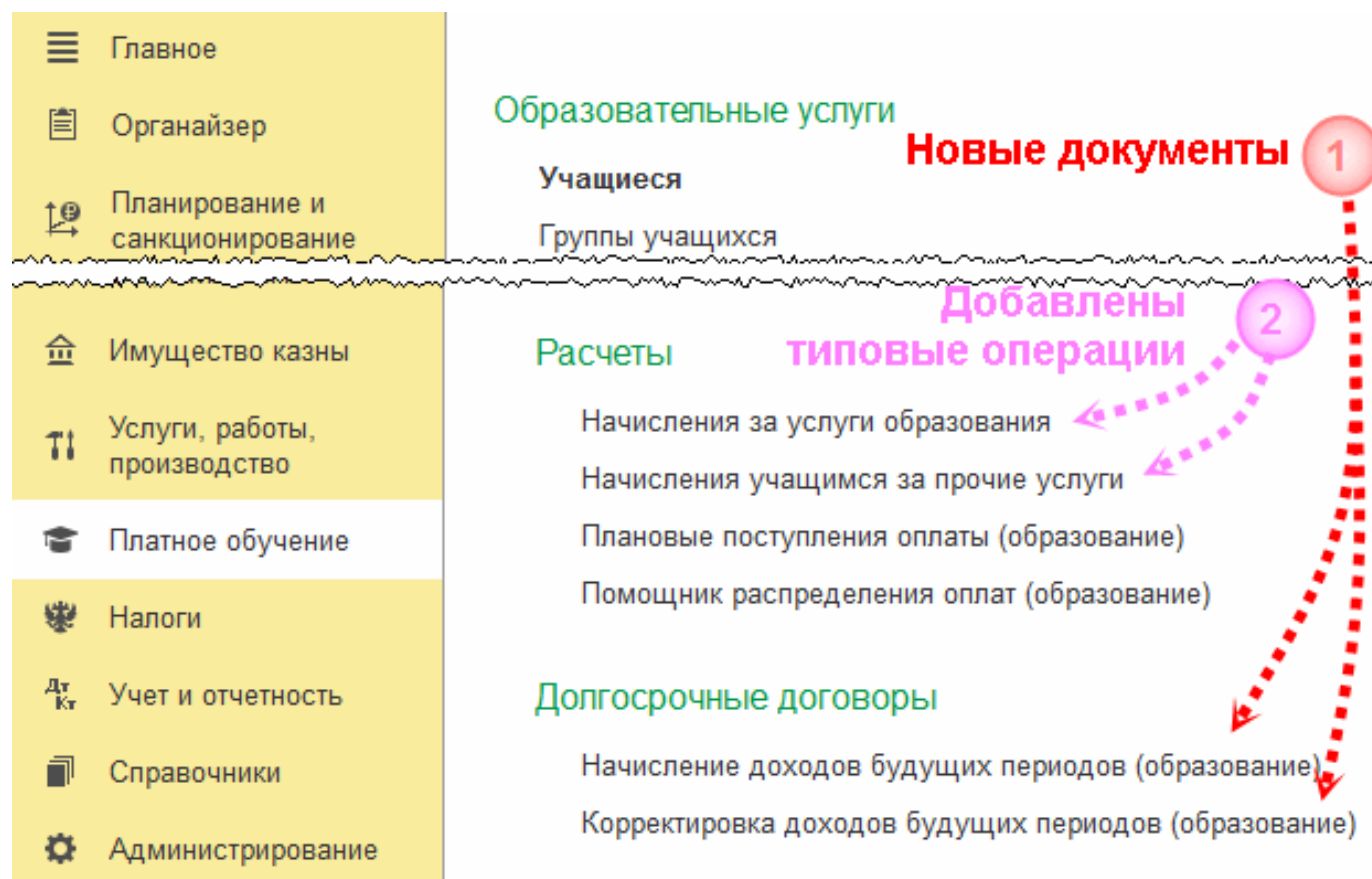 Главное
Органайзер
Планирование и
санкционирование
Имущество казны
Услуги, работы,
производство
Платное обучение
Налоги
Дт
Кт
Учет и отчетность
Справочники
Администрирование
Образовательные услуги
Новые документы
1
Учащиеся
Группы учащихся
Добавлены
типовые операции
2
Расчеты
Начисления за услуги образования
Начисления учащимся за прочие услуги
Плановые поступления оплаты (образование)
Помощник распределения оплат (образование)
Долгосрочные договоры
Начисление доходов будущих периодов (образование)
Корректировка доходов будущих периодов (образование)